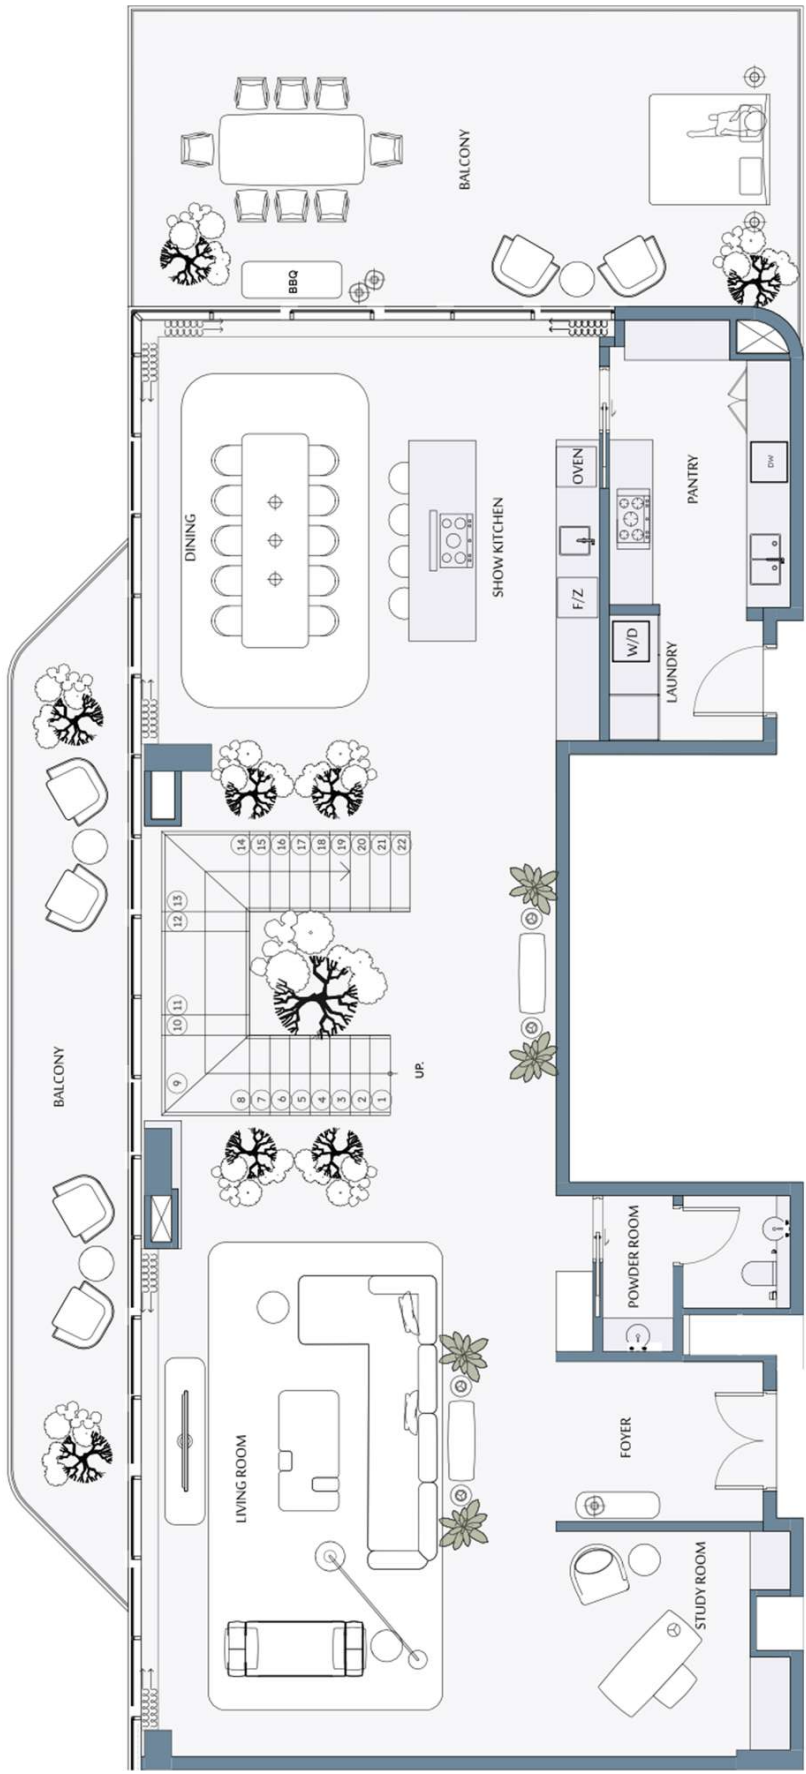 BALCONY
BBQ
DINING
SHOW KITCHEN
OVEN
F/Z
PANTRY
DW
W/D
LAUNDRY
14
15
16
17
18
19
20
21
22
13
12
11
10
9
8
7
6
5
4
3
2
1
UP.
BALCONY
POWDER ROOM
LIVING ROOM
FOYER
STUDY ROOM